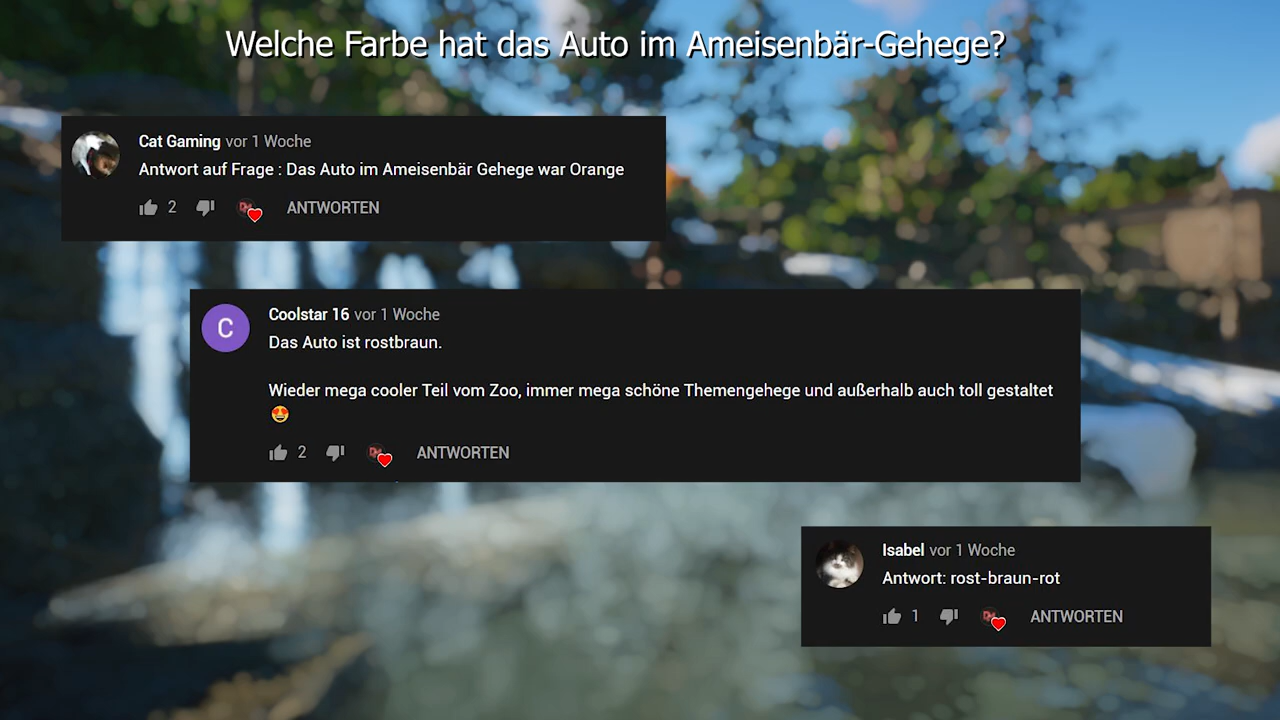 Welche Farbe hat das Auto im Ameisenbär-Gehege?
Cat Gaming vor 1 Woche
Antwort auf Frage : Das Auto im Ameisenbär Gehege war Orange
2 ANTWORTEN
Coolstar 16 vor 1 Woche
C
Das Auto ist rostbraun.
Wieder mega cooler Teil vom Zoo, immer mega schöne Themengehege und außerhalb auch toll gestaltet
😍
2 ANTWORTEN
Isabel vor 1 Woche
Antwort: rost-braun-rot
1 ANTWORTEN